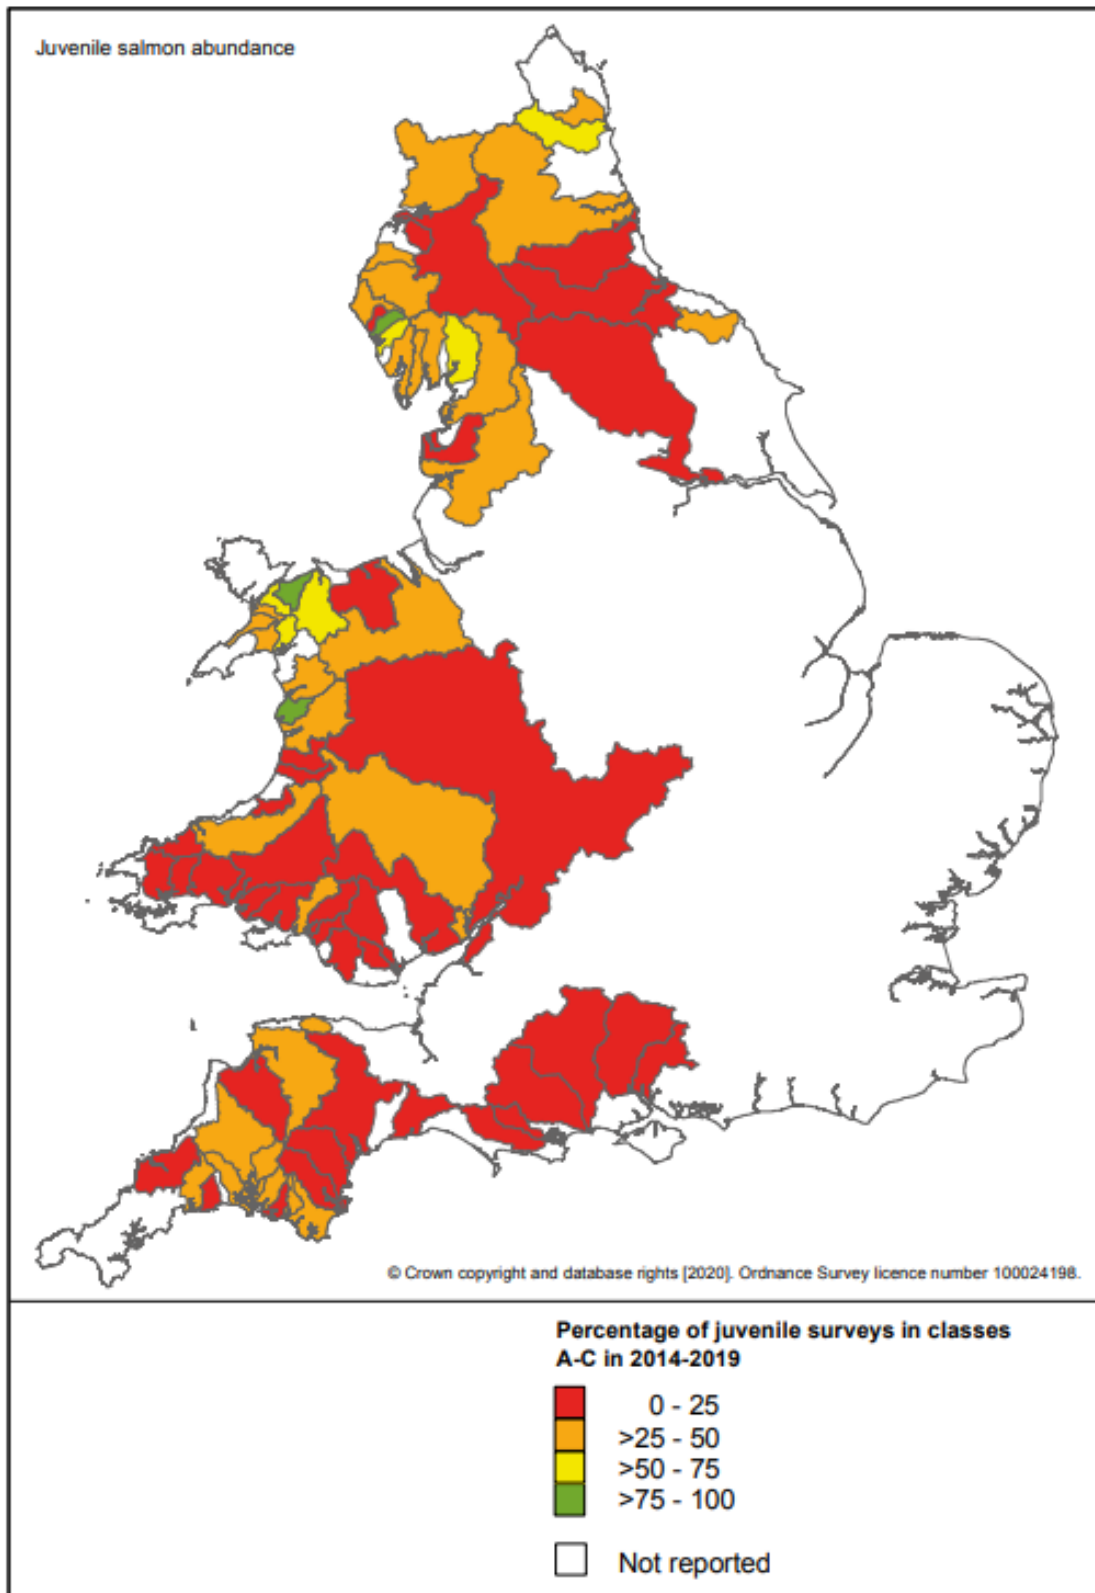 Juvenile salmon abundance
© Crown copyright and database rights [2020]. Ordnance Survey licence number 100024198.
Percentage of juvenile surveys in classes
A-C in 2014-2019
0 - 25
>25 - 50
>50 - 75
>75 - 100
Not reported